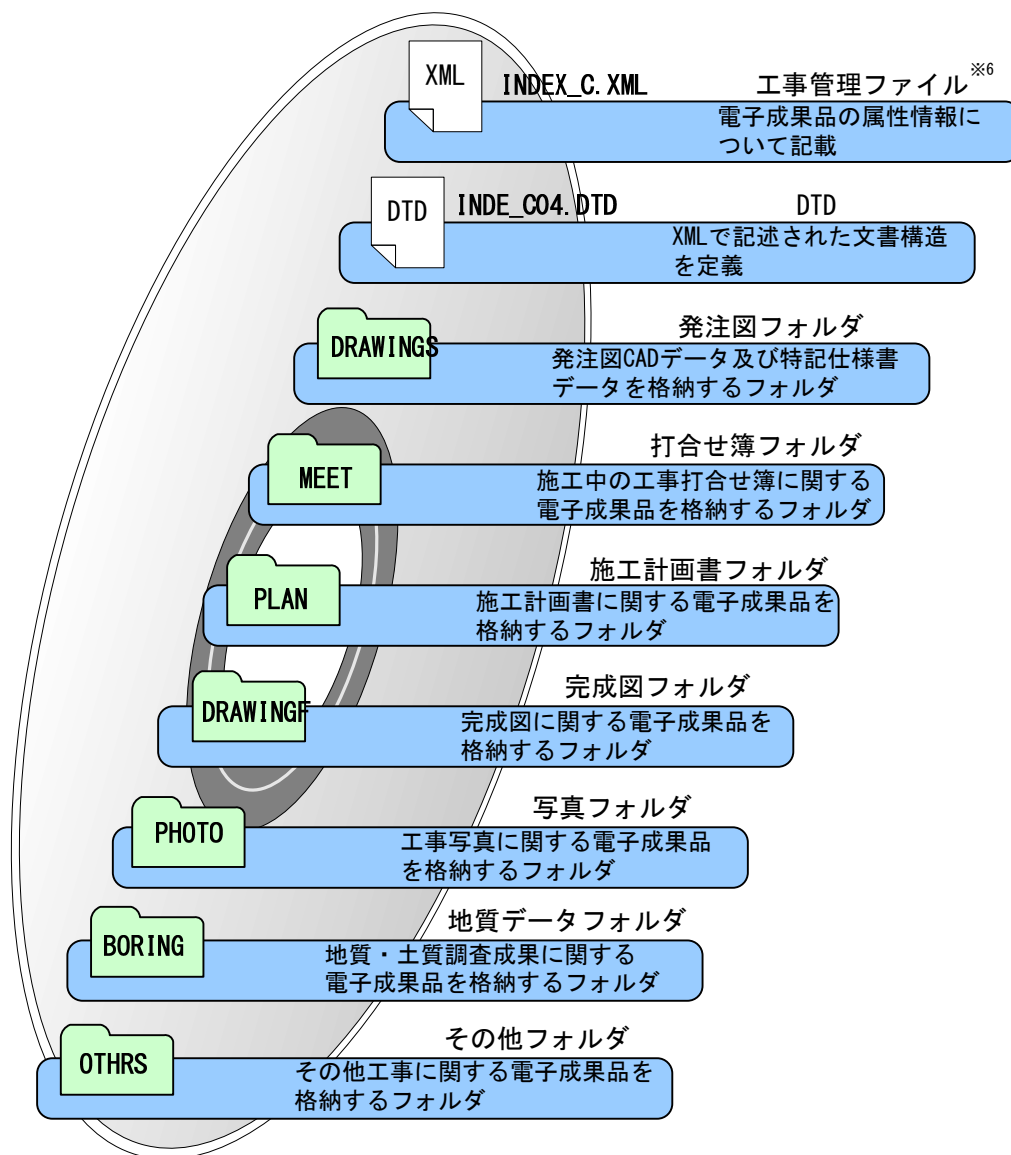 XML INDEX_C.XML 工事管理ファイル※6
電子成果品の属性情報に
ついて記載
DTD INDE_C04.DTD DTD
XMLで記述された文書構造
を定義
発注図フォルダ
DRAWINGS
発注図CADデータ及び特記仕様書
データを格納するフォルダ
打合せ簿フォルダ
MEET
施工中の工事打合せ簿に関する
電子成果品を格納するフォルダ
施工計画書フォルダ
PLAN
施工計画書に関する電子成果品を
格納するフォルダ
完成図フォルダ
DRAWINGF
完成図に関する電子成果品を
格納するフォルダ
写真フォルダ
PHOTO
工事写真に関する電子成果品
を格納するフォルダ
地質データフォルダ
BORING
地質・土質調査成果に関する
電子成果品を格納するフォルダ
その他フォルダ
OTHRS
その他工事に関する電子成果品を
格納するフォルダ